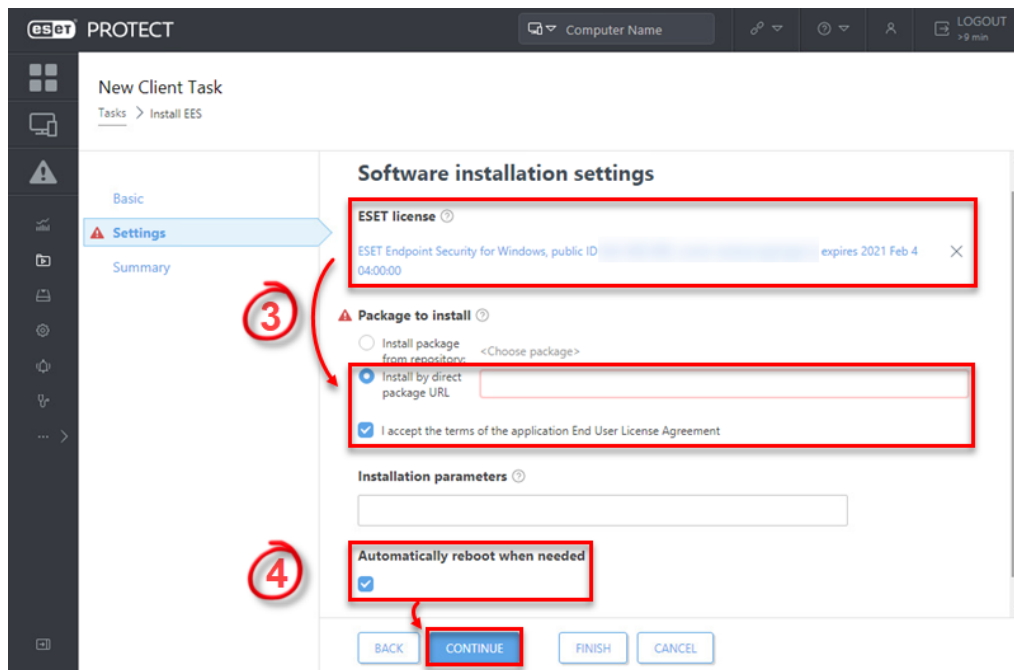 eset PROTECT
Computer Name
LOGOUT
>9 min
New Client Task
Tasks > Install EES
Basic
Settings
Summary
Software installation settings
ESET license
ESET Endpoint Security for Windows, public ID expires 2021 Feb 4
04:00:00
3
Package to install
Install package
from repository:
<Choose package>
Install by direct
package URL
I accept the terms of the application End User License Agreement
Installation parameters
4
Automatically reboot when needed
BACK
CONTINUE
FINISH
CANCEL